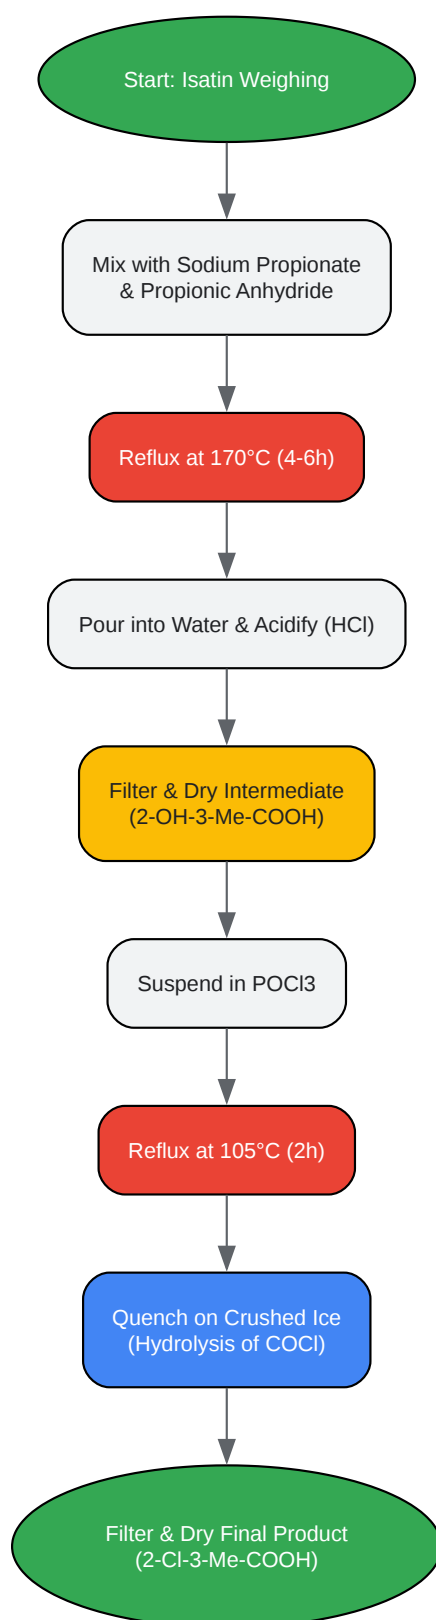 Start: Isatin Weighing
Mix with Sodium Propionate
& Propionic Anhydride
Reflux at 170°C (4-6h)
Pour into Water & Acidify (HCl)
Filter & Dry Intermediate
(2-OH-3-Me-COOH)
Suspend in POCl3
Reflux at 105°C (2h)
Quench on Crushed Ice
(Hydrolysis of COCl)
Filter & Dry Final Product
(2-Cl-3-Me-COOH)